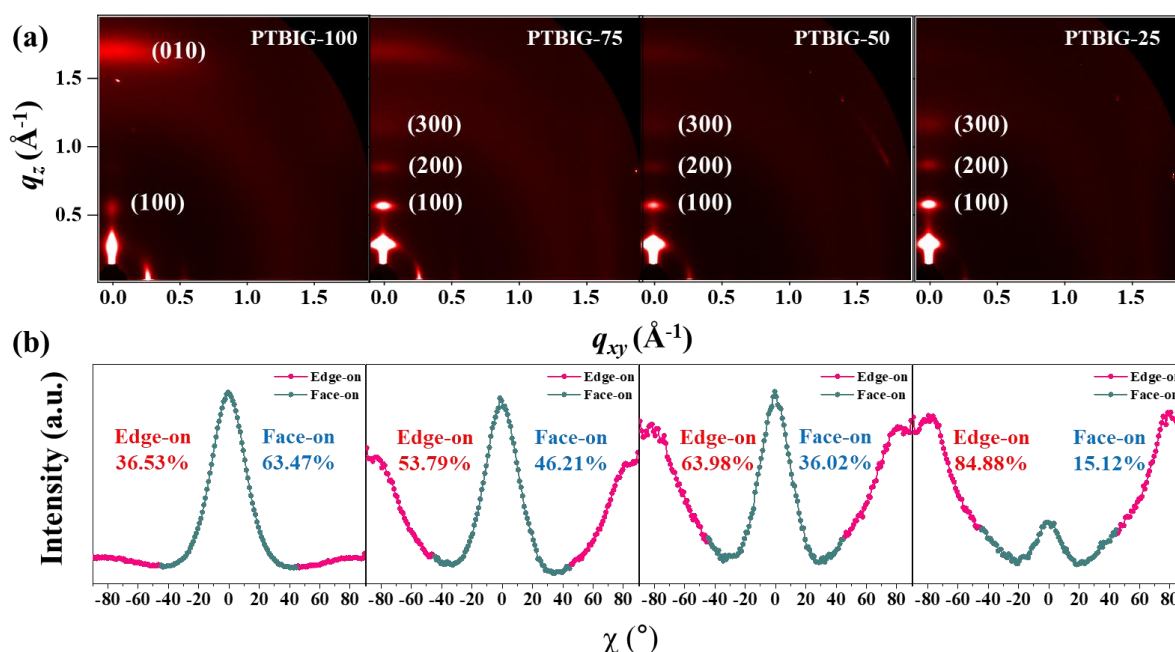 (a)
PTBIG-100 PTBIG-75 PTBIG-50 PTBIG-25
(010)
1.5
(300) (300) (300)
1.0
(200) (200) (200)
(100) (100) (100) (100)
0.5
q_z (Å⁻¹)
0.0 0.5 1.0 1.5 0.0 0.5 1.0 1.5 0.0 0.5 1.0 1.5 0.0 0.5 1.0 1.5
q_xy (Å⁻¹)
(b)
Intensity (a.u.)
Edge-on Edge-on Edge-on Edge-on
Face-on Face-on Face-on Face-on
Edge-on Face-on Edge-on Face-on Edge-on Face-on Edge-on Face-on
36.53% 63.47% 53.79% 46.21% 63.98% 36.02% 84.88% 15.12%
-80 -60 -40 -20 0 20 40 60 80 -80 -60 -40 -20 0 20 40 60 80 -80 -60 -40 -20 0 20 40 60 80 -80 -60 -40 -20 0 20 40 60 80
χ (°)